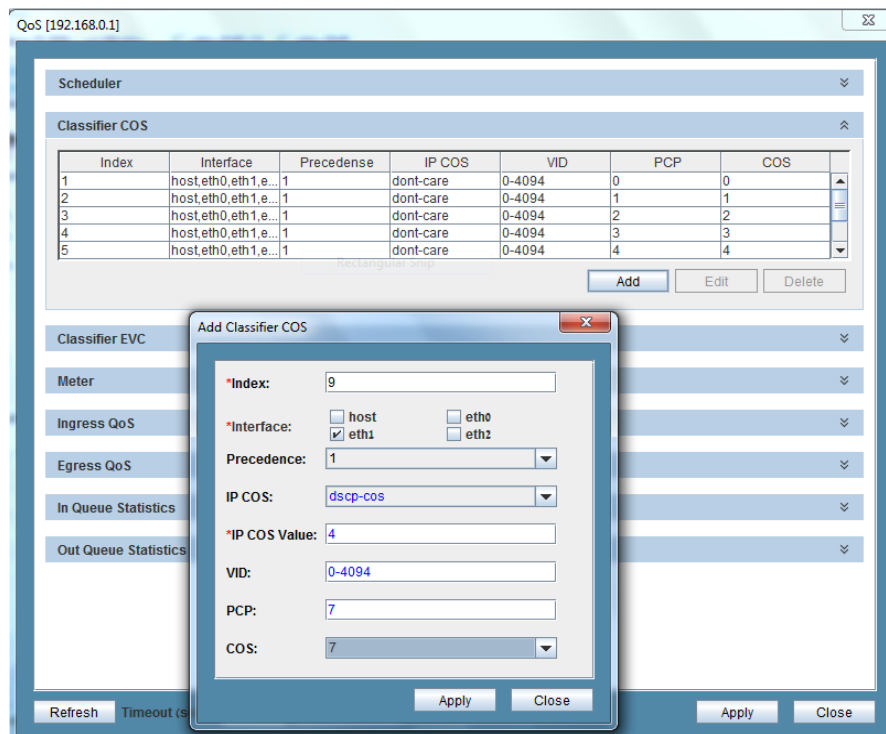 QoS [192.168.0.1]
Scheduler
Classifier COS
Index Interface Precedense IP COS VID PCP COS
1 host,eth0,eth1,e... 1 dont-care 0-4094 0 0
2 host,eth0,eth1,e... 1 dont-care 0-4094 1 1
3 host,eth0,eth1,e... 1 dont-care 0-4094 2 2
4 host,eth0,eth1,e... 1 dont-care 0-4094 3 3
5 host,eth0,eth1,e... 1 dont-care 0-4094 4 4
Rectangular Snip
Add Edit Delete
Classifier EVC
Meter
Ingress QoS
Egress QoS
In Queue Statistics
Out Queue Statistics
Add Classifier COS
*Index: 9
*Interface: host eth0
eth1 eth2
Precedence: 1
IP COS: dscp-cos
*IP COS Value: 4
VID: 0-4094
PCP: 7
COS: 7
Apply Close
Refresh Timeout (s
Apply Close